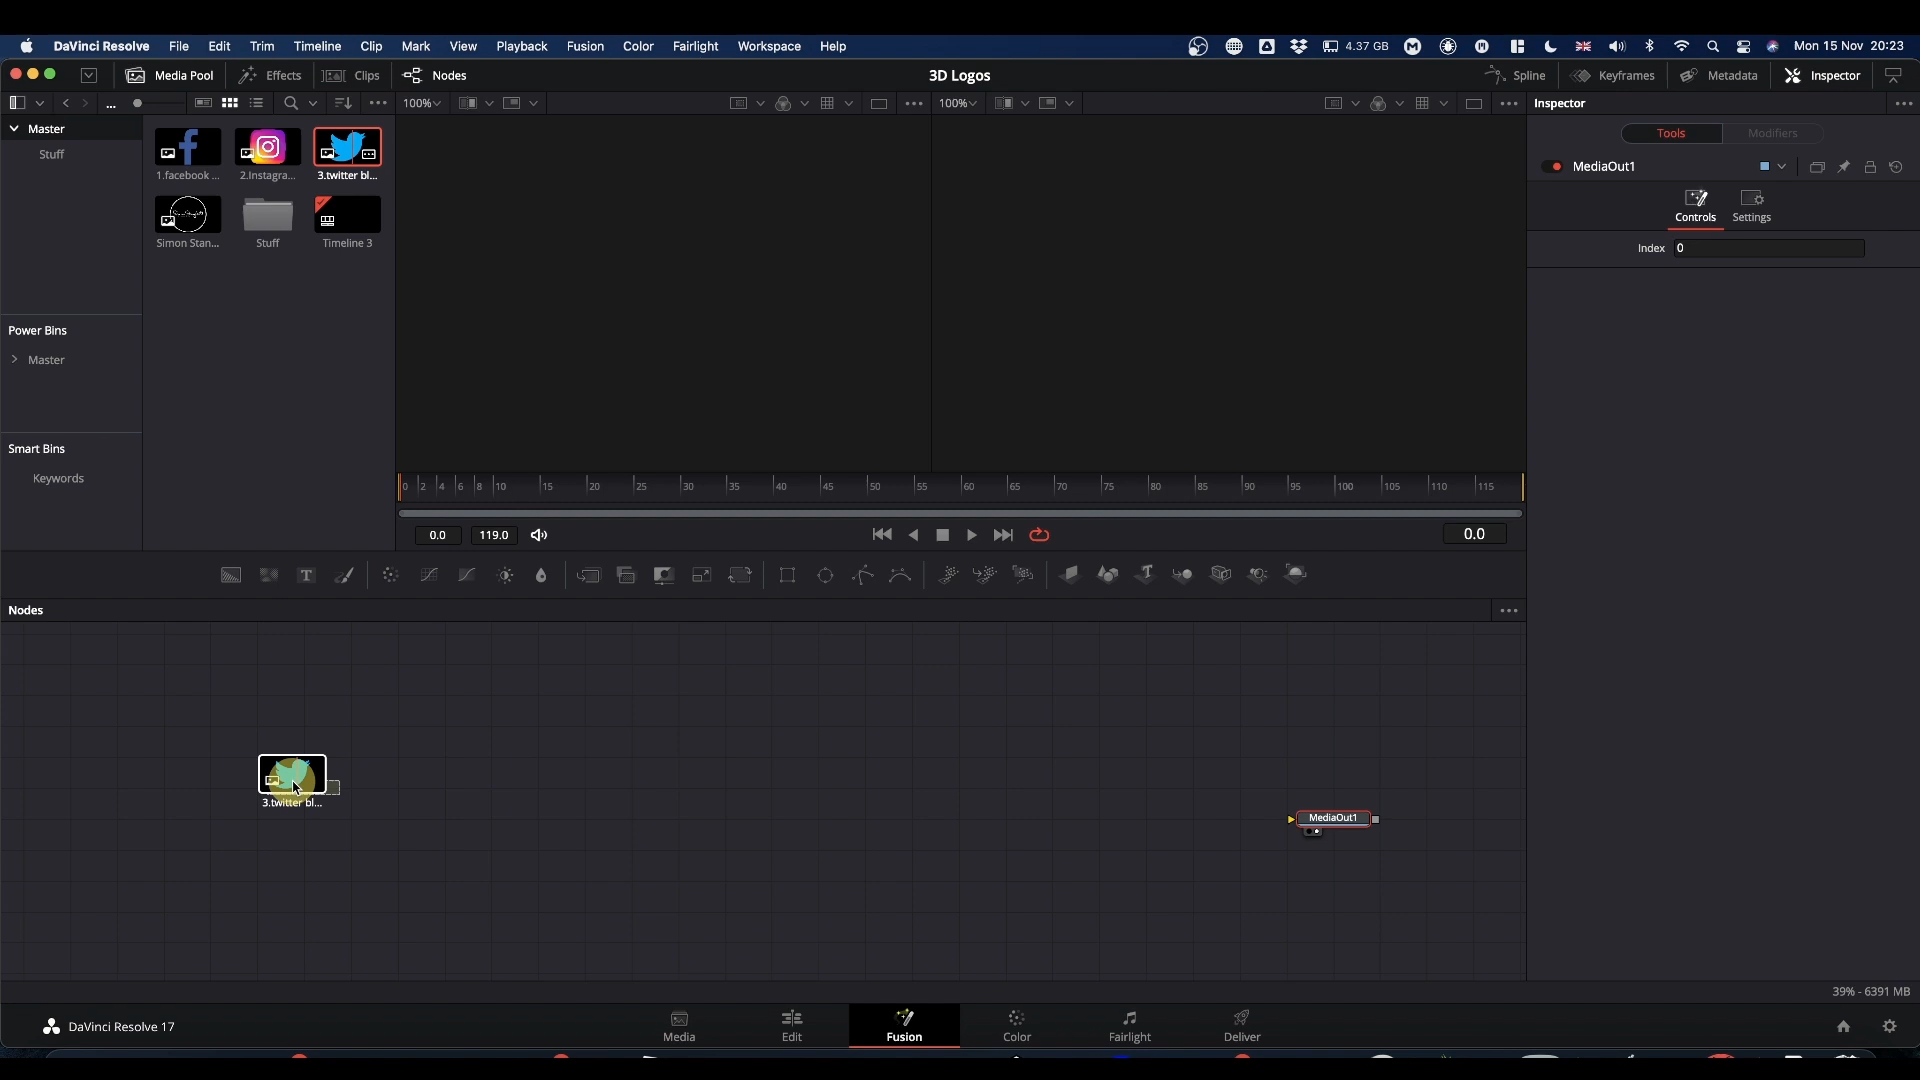 DaVinci Resolve File Edit Trim Timeline Clip Mark View Playback Fusion Color Fairlight Workspace Help 4.37 GB Mon 15 Nov 20:23
Media Pool Effects Clips Nodes 3D Logos Spline Keyframes Metadata Inspector
... 100% 100% Inspector
Master
Stuff
1.facebook ... 2.Instagra... 3.twitter bl...
Simon Stan... Stuff Timeline 3
Power Bins
Master
Smart Bins
Keywords
Tools Modifiers
MediaOut1
Controls Settings
Index 0
0 2 4 6 8 10 15 20 25 30 35 40 45 50 55 60 65 70 75 80 85 90 95 100 105 110 115
0.0 119.0 0.0
T
Nodes
3.twitter bl...
MediaOut1
39% - 6391 MB
DaVinci Resolve 17
Media Edit Fusion Color Fairlight Deliver